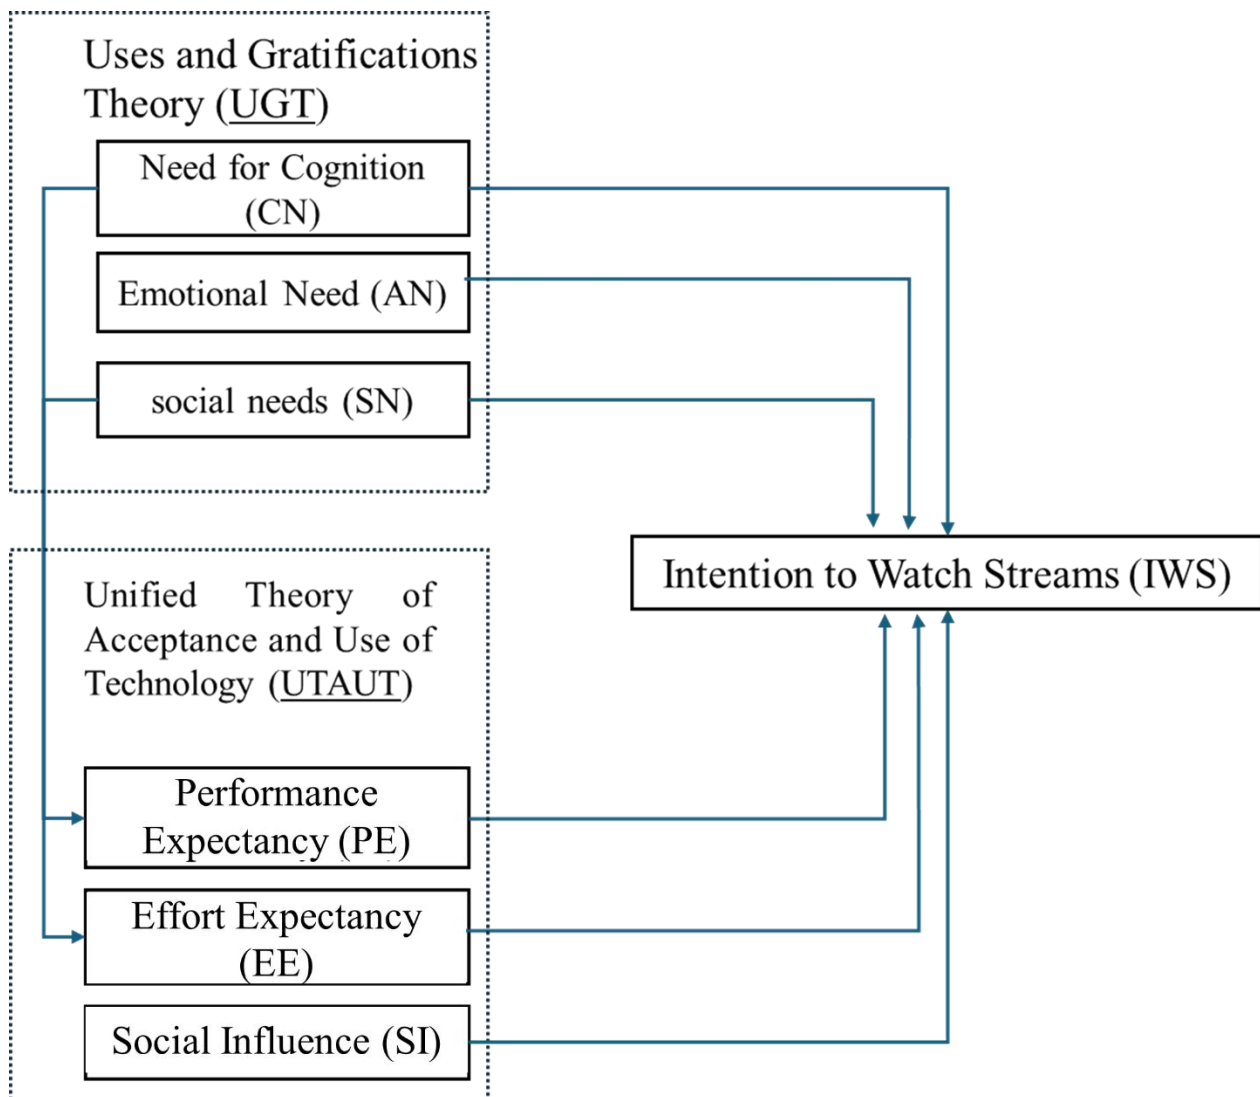 Uses and Gratifications
Theory (UGT)
Need for Cognition
(CN)
Emotional Need (AN)
social needs (SN)
Intention to Watch Streams (IWS)
Unified Theory of
Acceptance and Use of
Technology (UTAUT)
Performance
Expectancy (PE)
Effort Expectancy
(EE)
Social Influence (SI)